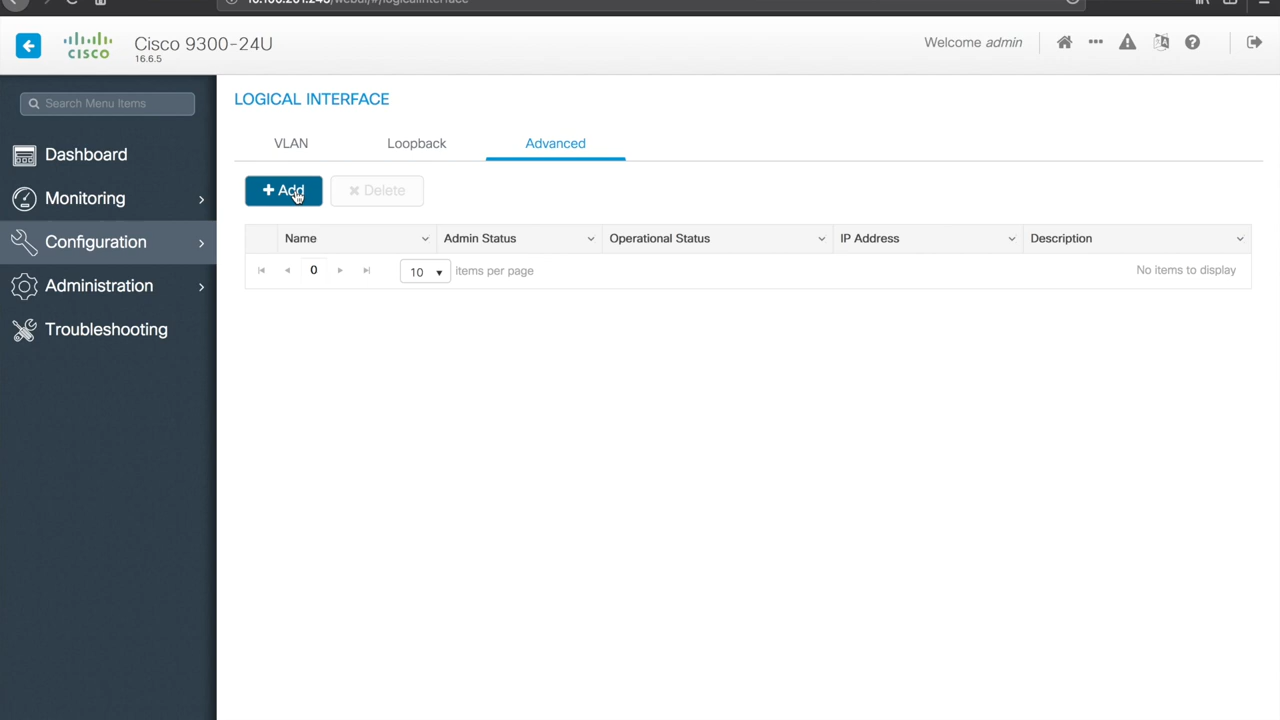 Cisco 9300-24U
16.6.5
cisco
Welcome admin
Search Menu Items
Dashboard
Monitoring
Configuration
Administration
Troubleshooting
LOGICAL INTERFACE
VLAN Loopback Advanced
+ Add × Delete
Name Admin Status Operational Status IP Address Description
0 10 items per page No items to display